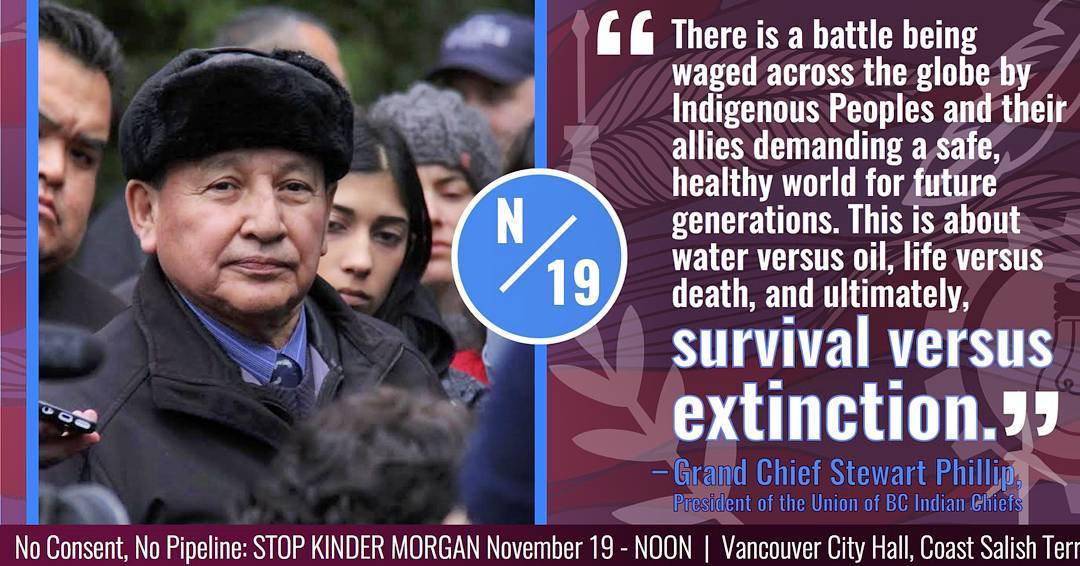 N / 19
“ There is a battle being
waged across the globe by
Indigenous Peoples and their
allies demanding a safe,
healthy world for future
generations. This is about
water versus oil, life versus
death, and ultimately,
survival versus
extinction.”
– Grand Chief Stewart Phillip,
President of the Union of BC Indian Chiefs
No Consent, No Pipeline: STOP KINDER MORGAN November 19 - NOON | Vancouver City Hall, Coast Salish Terr